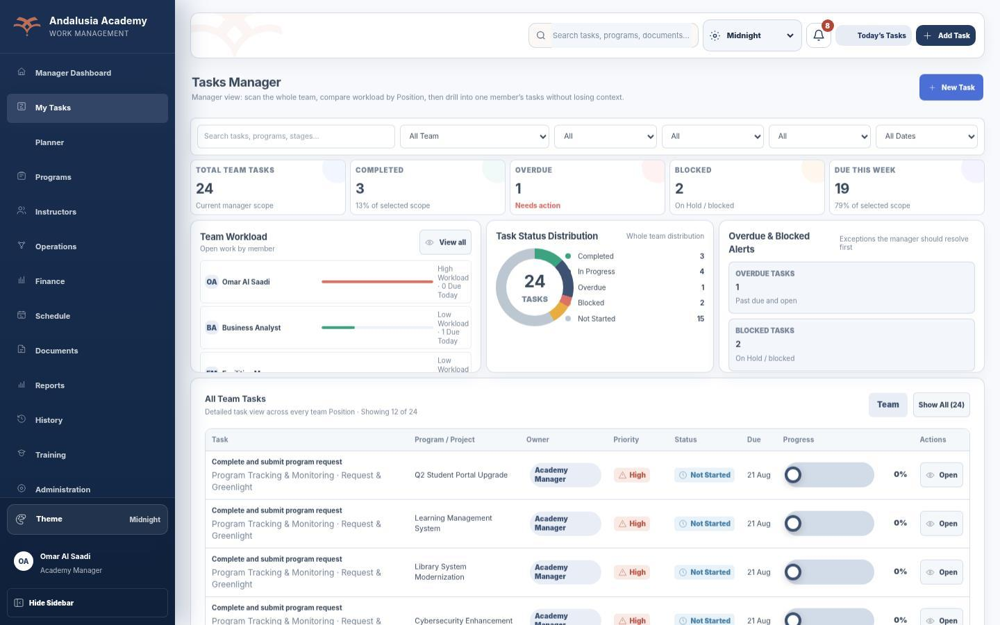 Andalusia Academy
WORK MANAGEMENT
Manager Dashboard
My Tasks
Planner
Programs
Instructors
Operations
Finance
Schedule
Documents
Reports
History
Training
Administration
Theme
Midnight
OA
Omar Al Saadi
Academy Manager
Hide Sidebar
Search tasks, programs, documents...
Midnight
8
Today's Tasks
Add Task
Tasks Manager
Manager view: scan the whole team, compare workload by Position, then drill into one member's tasks without losing context.
New Task
Search tasks, programs, stages...
All Team
All
All
All
All Dates
TOTAL TEAM TASKS
24
Current manager scope
COMPLETED
3
13% of selected scope
OVERDUE
1
Needs action
BLOCKED
2
On Hold / blocked
DUE THIS WEEK
19
79% of selected scope
Team Workload
Open work by member
View all
OA Omar Al Saadi
High
Workload
· 0 Due
Today
BA Business Analyst
Low
Workload
· 1 Due
Today
Low
Workload
Task Status Distribution
Whole team distribution
24
TASKS
Completed 3
In Progress 4
Overdue 1
Blocked 2
Not Started 15
Overdue & Blocked
Alerts
Exceptions the manager should resolve
first
OVERDUE TASKS
1
Past due and open
BLOCKED TASKS
2
On Hold / blocked
All Team Tasks
Detailed task view across every team Position · Showing 12 of 24
Team
Show All (24)
Task Program / Project Owner Priority Status Due Progress Actions
Complete and submit program request
Program Tracking & Monitoring · Request &
Greenlight
Q2 Student Portal Upgrade
Academy
Manager
High
Not Started
21 Aug
0%
Open
Complete and submit program request
Program Tracking & Monitoring · Request &
Greenlight
Learning Management
System
Academy
Manager
High
Not Started
21 Aug
0%
Open
Complete and submit program request
Program Tracking & Monitoring · Request &
Greenlight
Library System
Modernization
Academy
Manager
High
Not Started
21 Aug
0%
Open
Complete and submit program request
Program Tracking & Monitoring · Request &
Cybersecurity Enhancement
Academy
Manager
High
Not Started
21 Aug
0%
Open